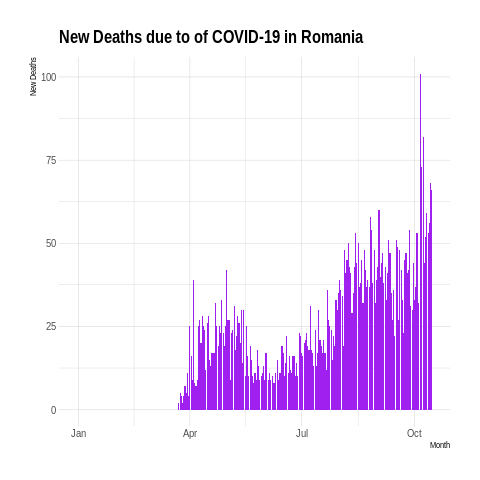 New Deaths due to of COVID-19 in Romania
New Deaths
100
75
50
25
0
Jan Apr Jul Oct
Month